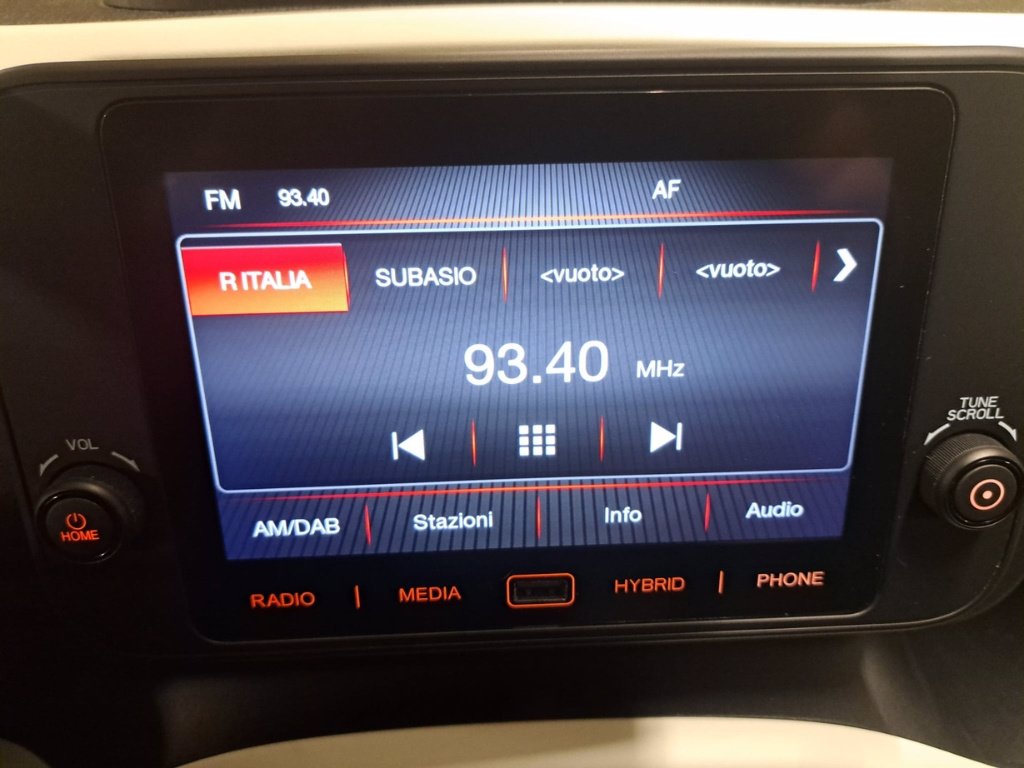 FM 93.40 AF
R ITALIA SUBASIO <vuoto> <vuoto>
93.40 MHz
TUNE
SCROLL
VOL
HOME
AM/DAB Stazioni Info Audio
RADIO MEDIA HYBRID PHONE